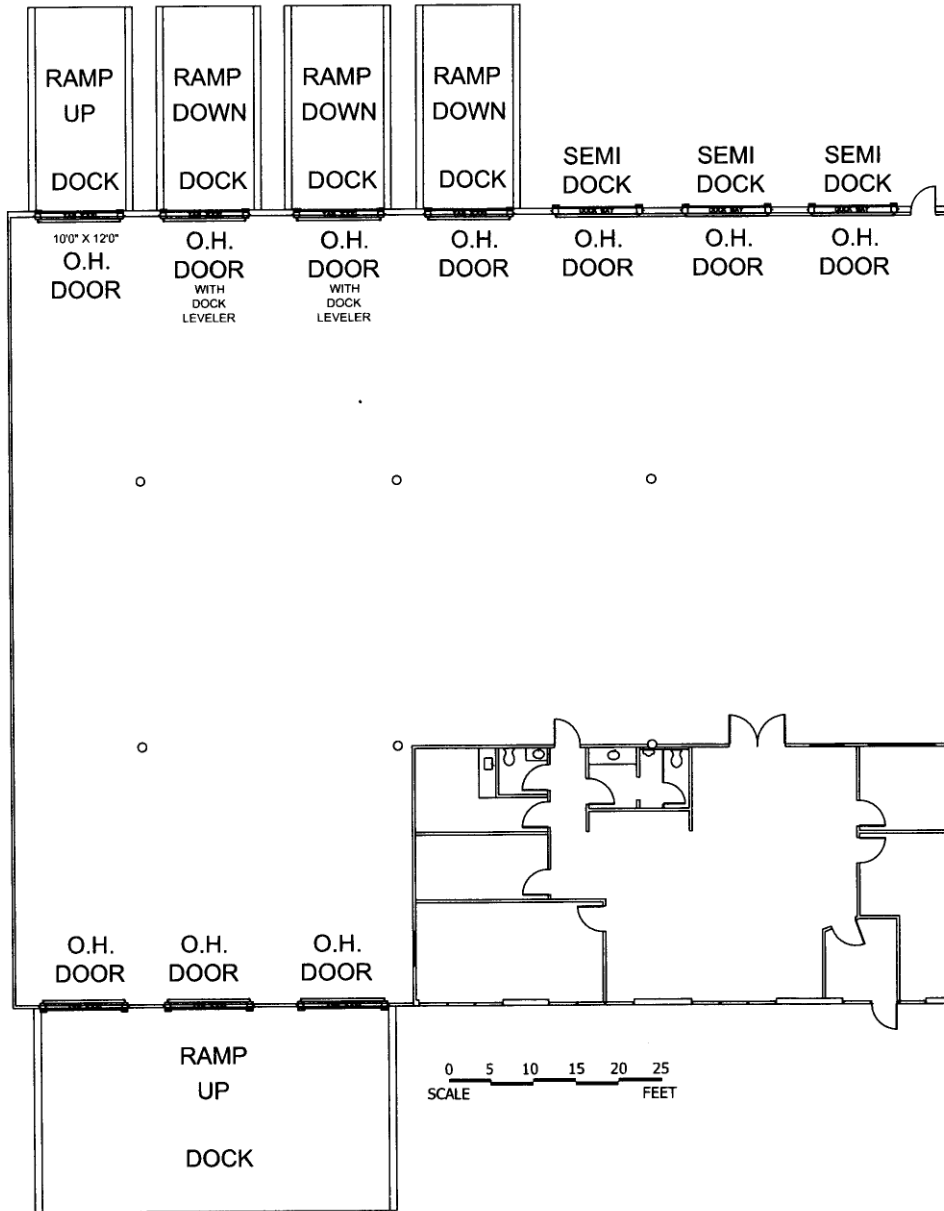 RAMP
UP
DOCK
RAMP
DOWN
DOCK
RAMP
DOWN
DOCK
RAMP
DOWN
DOCK
SEMI
DOCK
SEMI
DOCK
SEMI
DOCK
10'0" X 12'0"
O.H.
DOOR
O.H.
DOOR
WITH
DOCK
LEVELER
O.H.
DOOR
WITH
DOCK
LEVELER
O.H.
DOOR
O.H.
DOOR
O.H.
DOOR
O.H.
DOOR
O.H.
DOOR
O.H.
DOOR
O.H.
DOOR
RAMP
UP
DOCK
0 5 10 15 20 25
SCALE FEET